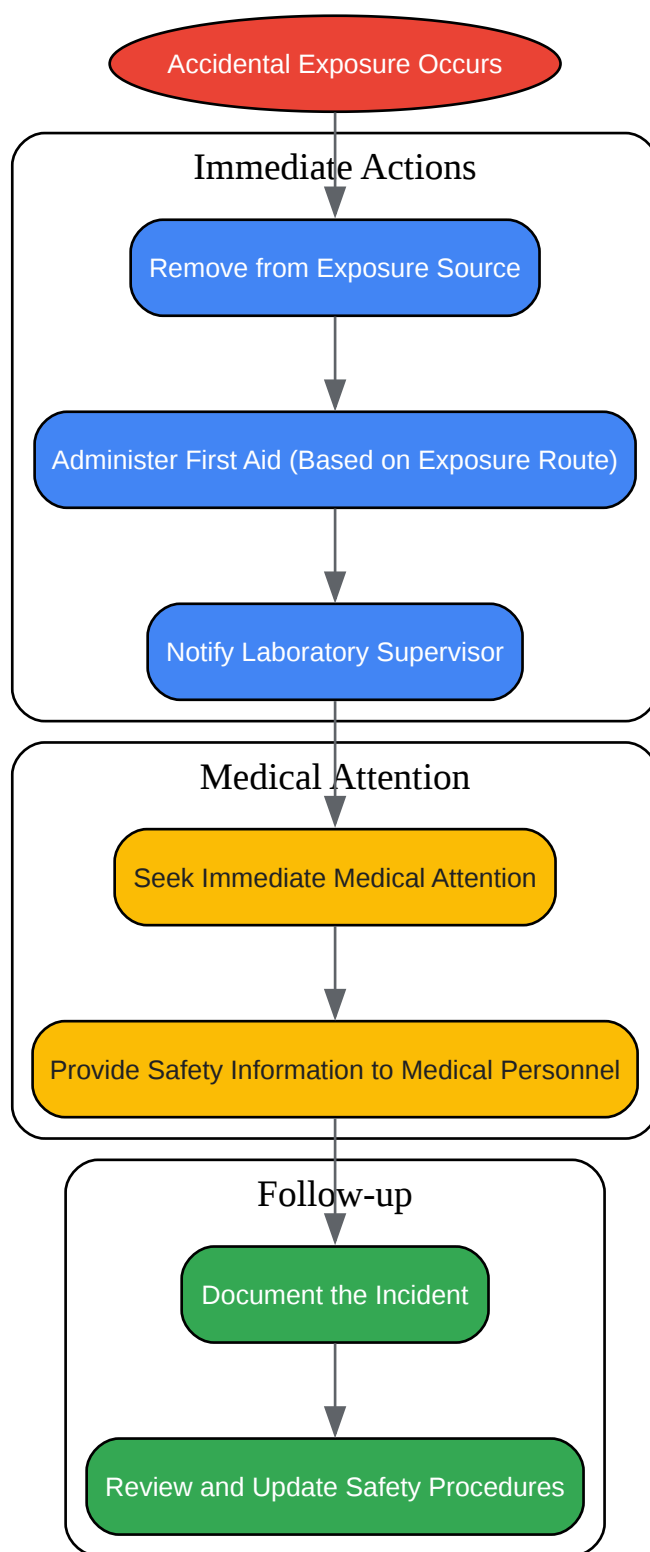 Accidental Exposure Occurs
Immediate Actions
Remove from Exposure Source
Administer First Aid (Based on Exposure Route)
Notify Laboratory Supervisor
Medical Attention
Seek Immediate Medical Attention
Provide Safety Information to Medical Personnel
Follow-up
Document the Incident
Review and Update Safety Procedures